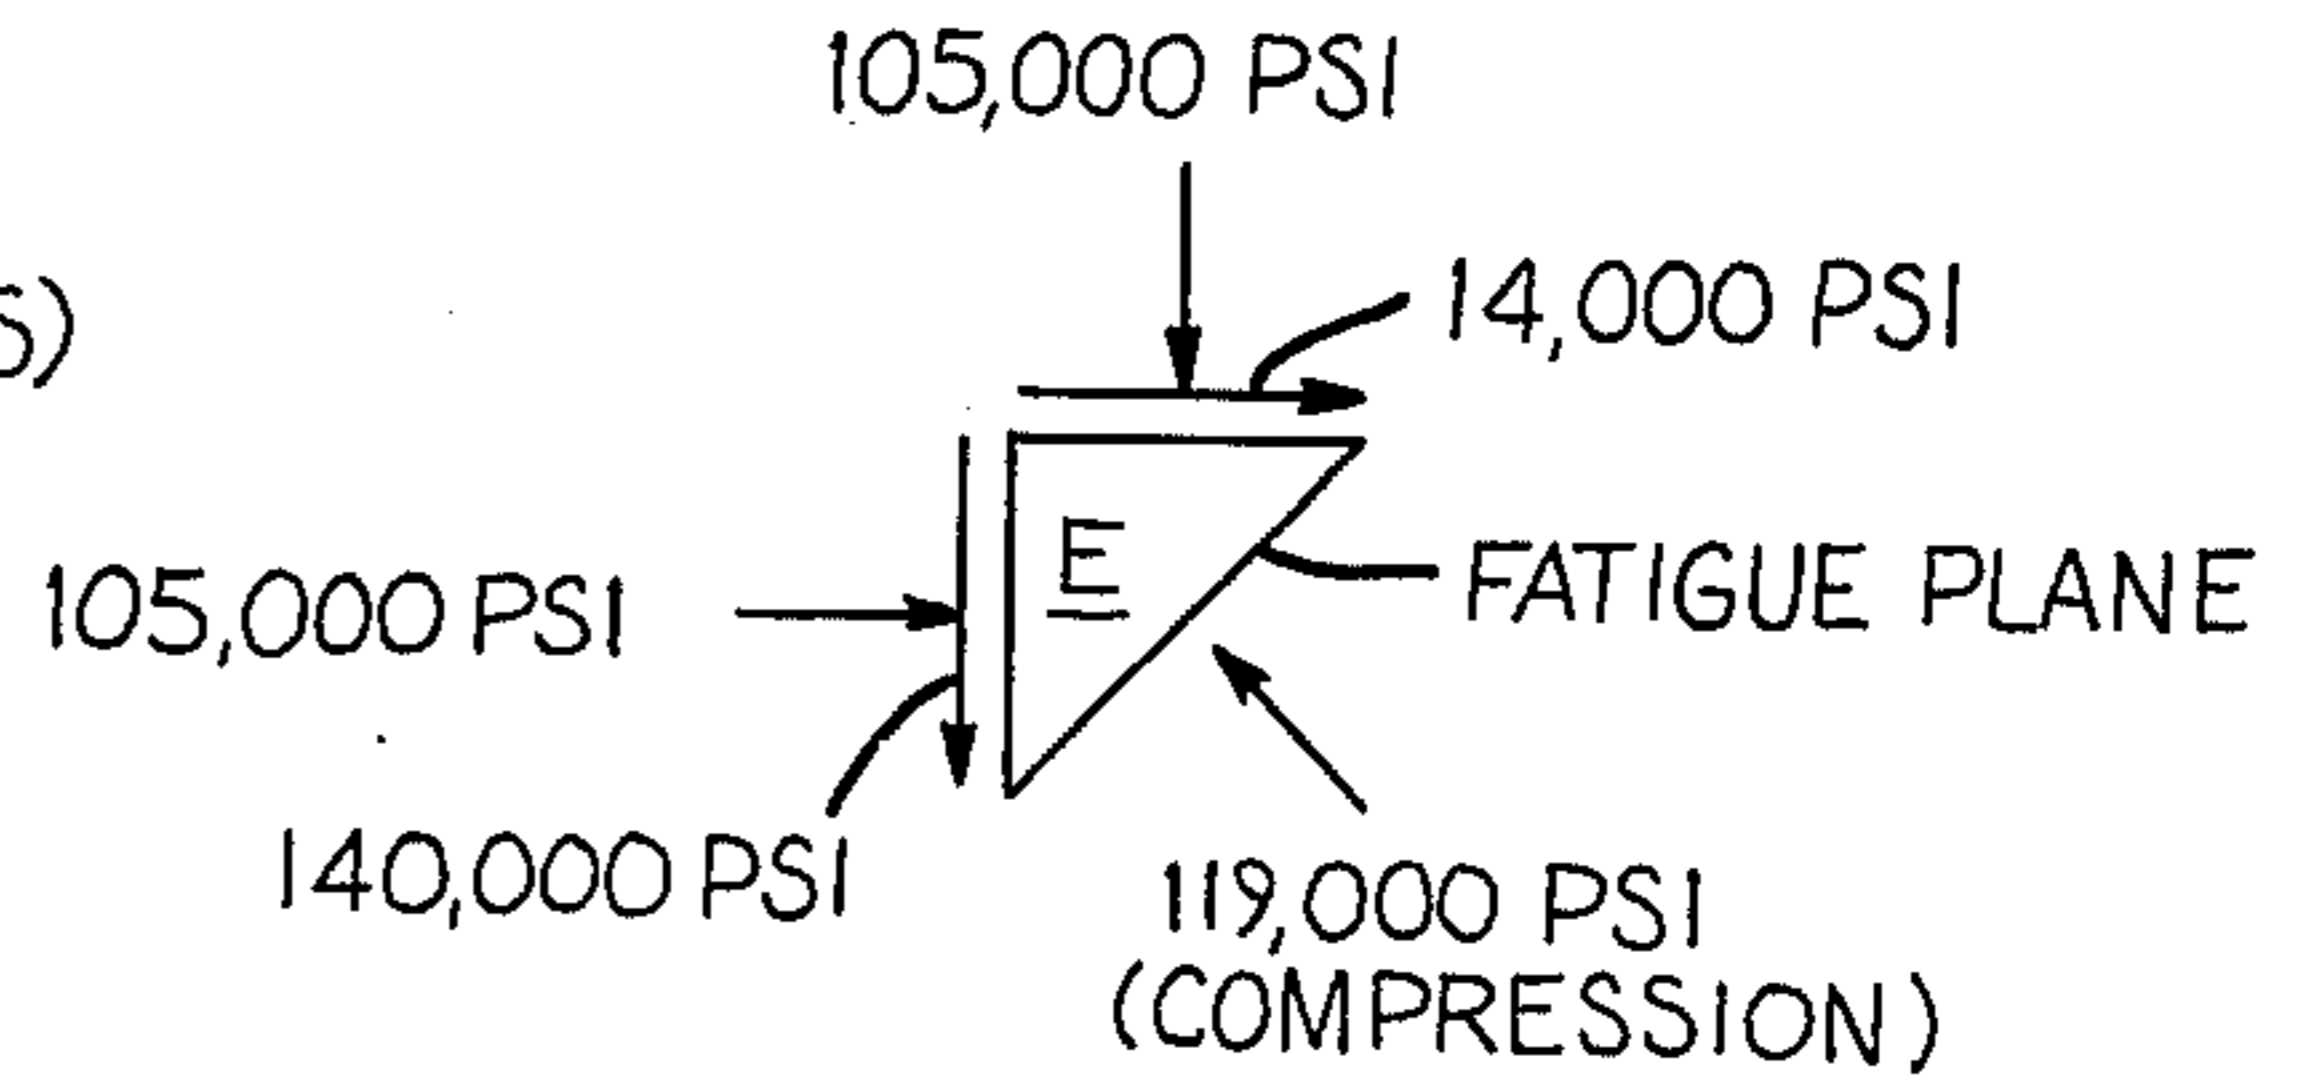 105,000 PSI
14,000 PSI
S)
E
105,000 PSI
FATIGUE PLANE
140,000 PSI
119,000 PSI
(COMPRESSION)